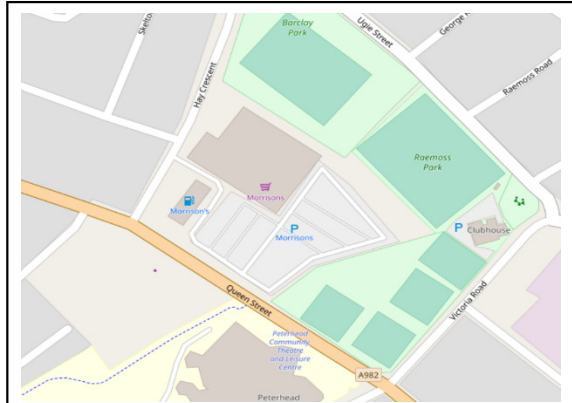 Barclay
Park
Ugie Street
George
Skelton
Hay Crescent
Raemoss Road
Raemoss
Park
Morrison's
Morrisons
P
Morrisons
P
Clubhouse
Queen Street
Victoria Road
Peterhead
Community
Theatre
and Leisure
Centre
A982
Peterhead